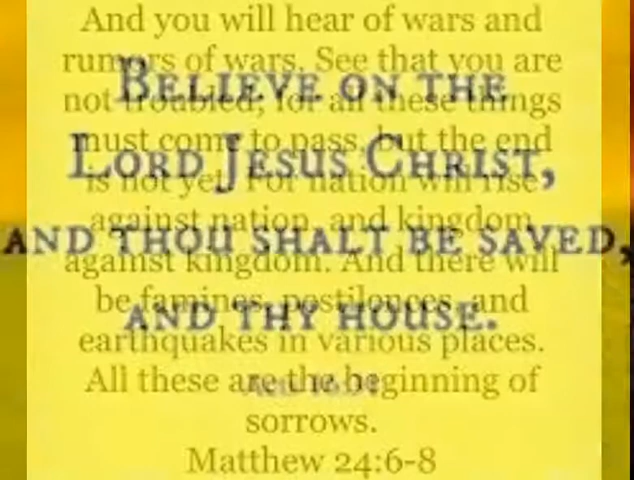 And you will hear of wars and
rumors of wars. See that you are
not troubled; for all these things
must come to pass, but the end
is not yet. For nation will rise
against nation, and kingdom
against kingdom. And there will
be famines, pestilences, and
earthquakes in various places.
All these are the beginning of
sorrows.
Matthew 24:6-8
BELIEVE ON THE
LORD JESUS CHRIST,
AND THOU SHALT BE SAVED,
AND THY HOUSE.